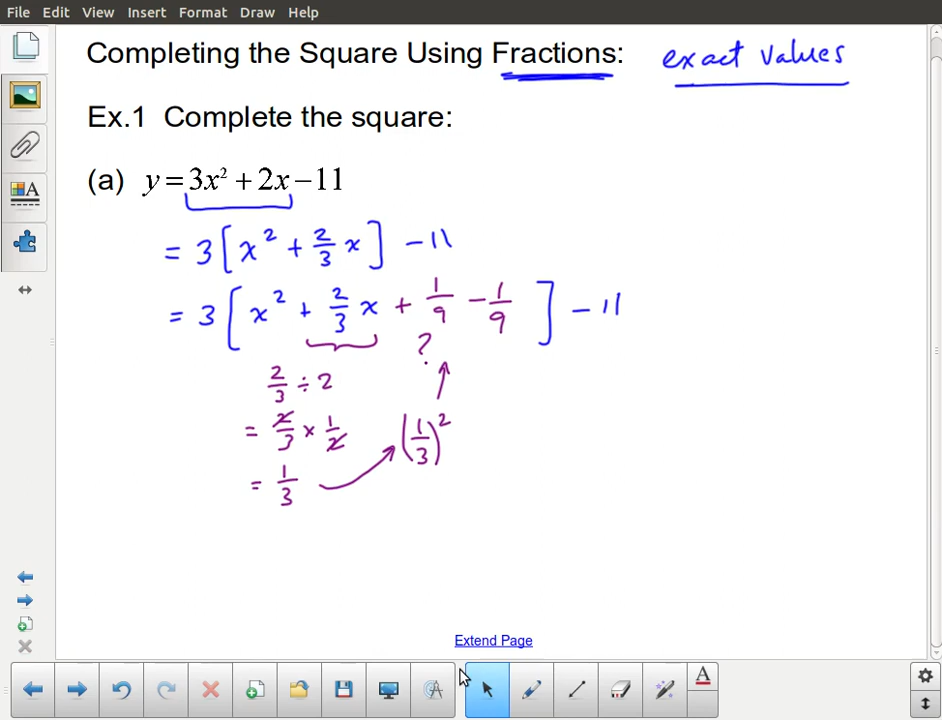 File Edit View Insert Format Draw Help
Completing the Square Using Fractions: exact values
Ex.1 Complete the square:
(a) y = 3x² + 2x − 11
= 3[x² + 2/3 x] − 11
= 3[x² + 2/3 x + 1/9 − 1/9] − 11
?
2/3 ÷ 2
= 2/3 × 1/2 (1/3)²
= 1/3
Extend Page
A